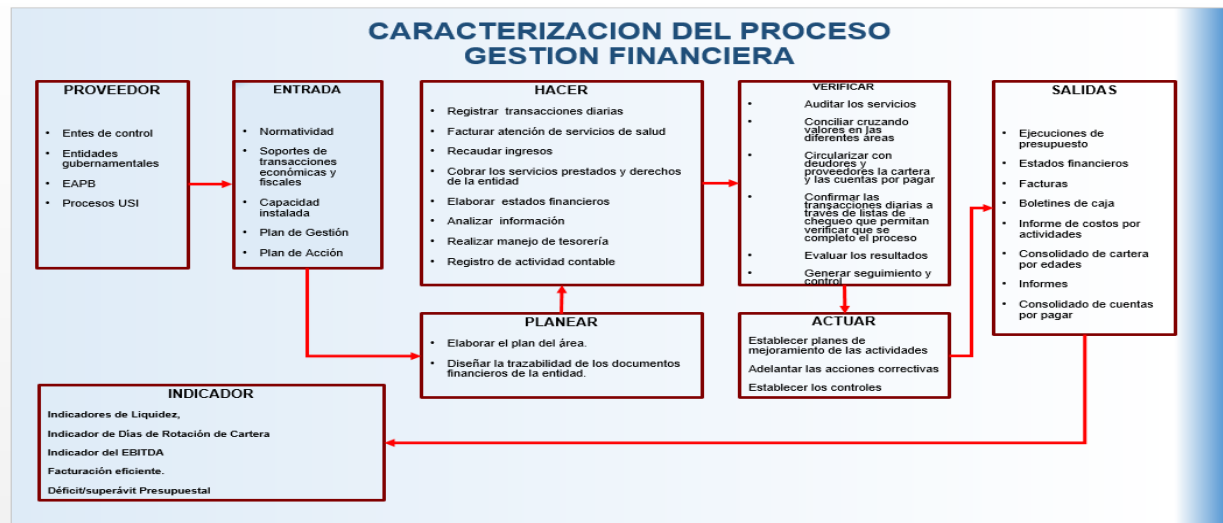 CARACTERIZACION DEL PROCESO
GESTION FINANCIERA
PROVEEDOR
• Entes de control
• Entidades
gubernamentales
• EAPB
• Procesos USI
ENTRADA
• Normatividad
• Soportes de
transacciones
económicas y
fiscales
• Capacidad
instalada
• Plan de Gestión
• Plan de Acción
HACER
• Registrar transacciones diarias
• Facturar atención de servicios de salud
• Recaudar ingresos
• Cobrar los servicios prestados y derechos
de la entidad
• Elaborar estados financieros
• Analizar información
• Realizar manejo de tesorería
• Registro de actividad contable
VERIFICAR
• Auditar los servicios
• Conciliar cruzando
valores en las
diferentes áreas
• Circularizar con
deudores y
proveedores la cartera
y las cuentas por pagar
• Confirmar las
transacciones diarias a
través de listas de
chequeo que permitan
verificar que se
completo el proceso
• Evaluar los resultados
• Generar seguimiento y
control
SALIDAS
• Ejecuciones de
presupuesto
• Estados financieros
• Facturas
• Boletines de caja
• Informe de costos por
actividades
• Consolidado de cartera
por edades
• Informes
• Consolidado de cuentas
por pagar
PLANEAR
• Elaborar el plan del área.
• Diseñar la trazabilidad de los documentos
financieros de la entidad.
ACTUAR
Establecer planes de
mejoramiento de las actividades
Adelantar las acciones correctivas
Establecer los controles
INDICADOR
Indicadores de Liquidez,
Indicador de Días de Rotación de Cartera
Indicador del EBITDA
Facturación eficiente.
Déficit/superávit Presupuestal